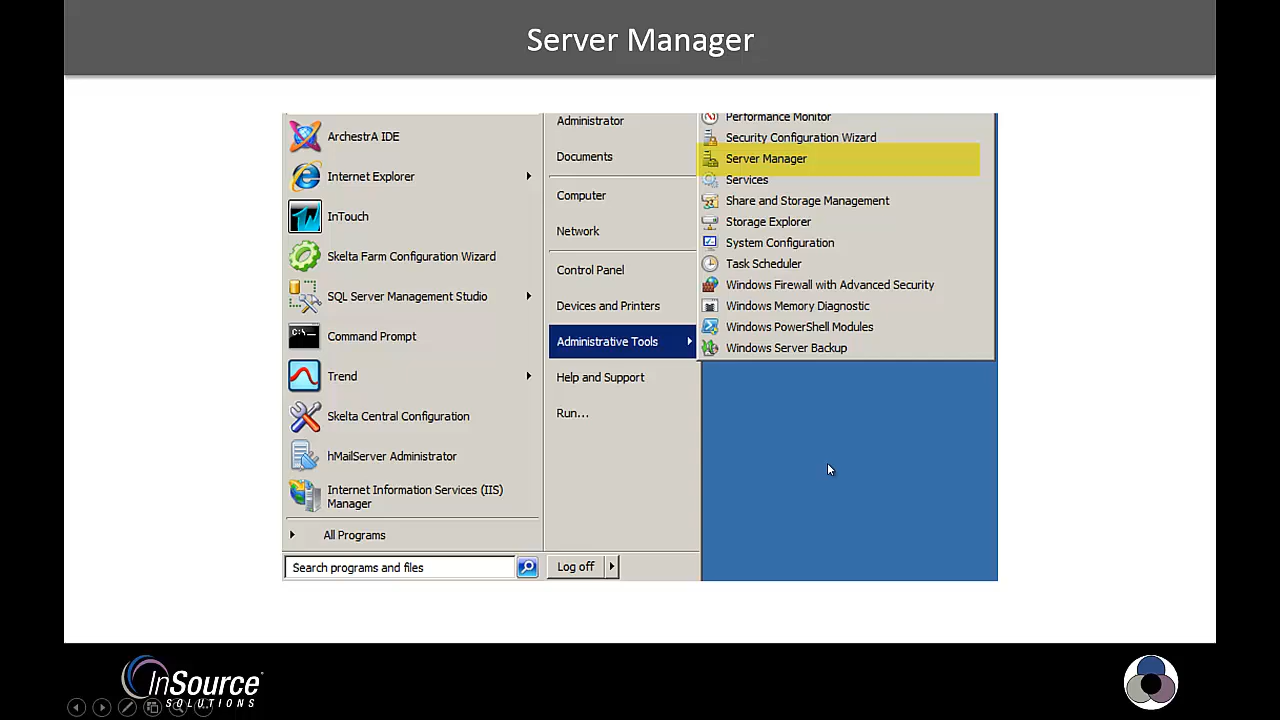 Server Manager
ArchestrA IDE
Internet Explorer
InTouch
Skelta Farm Configuration Wizard
SQL Server Management Studio
Command Prompt
Trend
Skelta Central Configuration
hMailServer Administrator
Internet Information Services (IIS)
Manager
All Programs
Search programs and files
Administrator
Documents
Computer
Network
Control Panel
Devices and Printers
Administrative Tools
Help and Support
Run...
Log off
Performance Monitor
Security Configuration Wizard
Server Manager
Services
Share and Storage Management
Storage Explorer
System Configuration
Task Scheduler
Windows Firewall with Advanced Security
Windows Memory Diagnostic
Windows PowerShell Modules
Windows Server Backup
InSource
SOLUTIONS